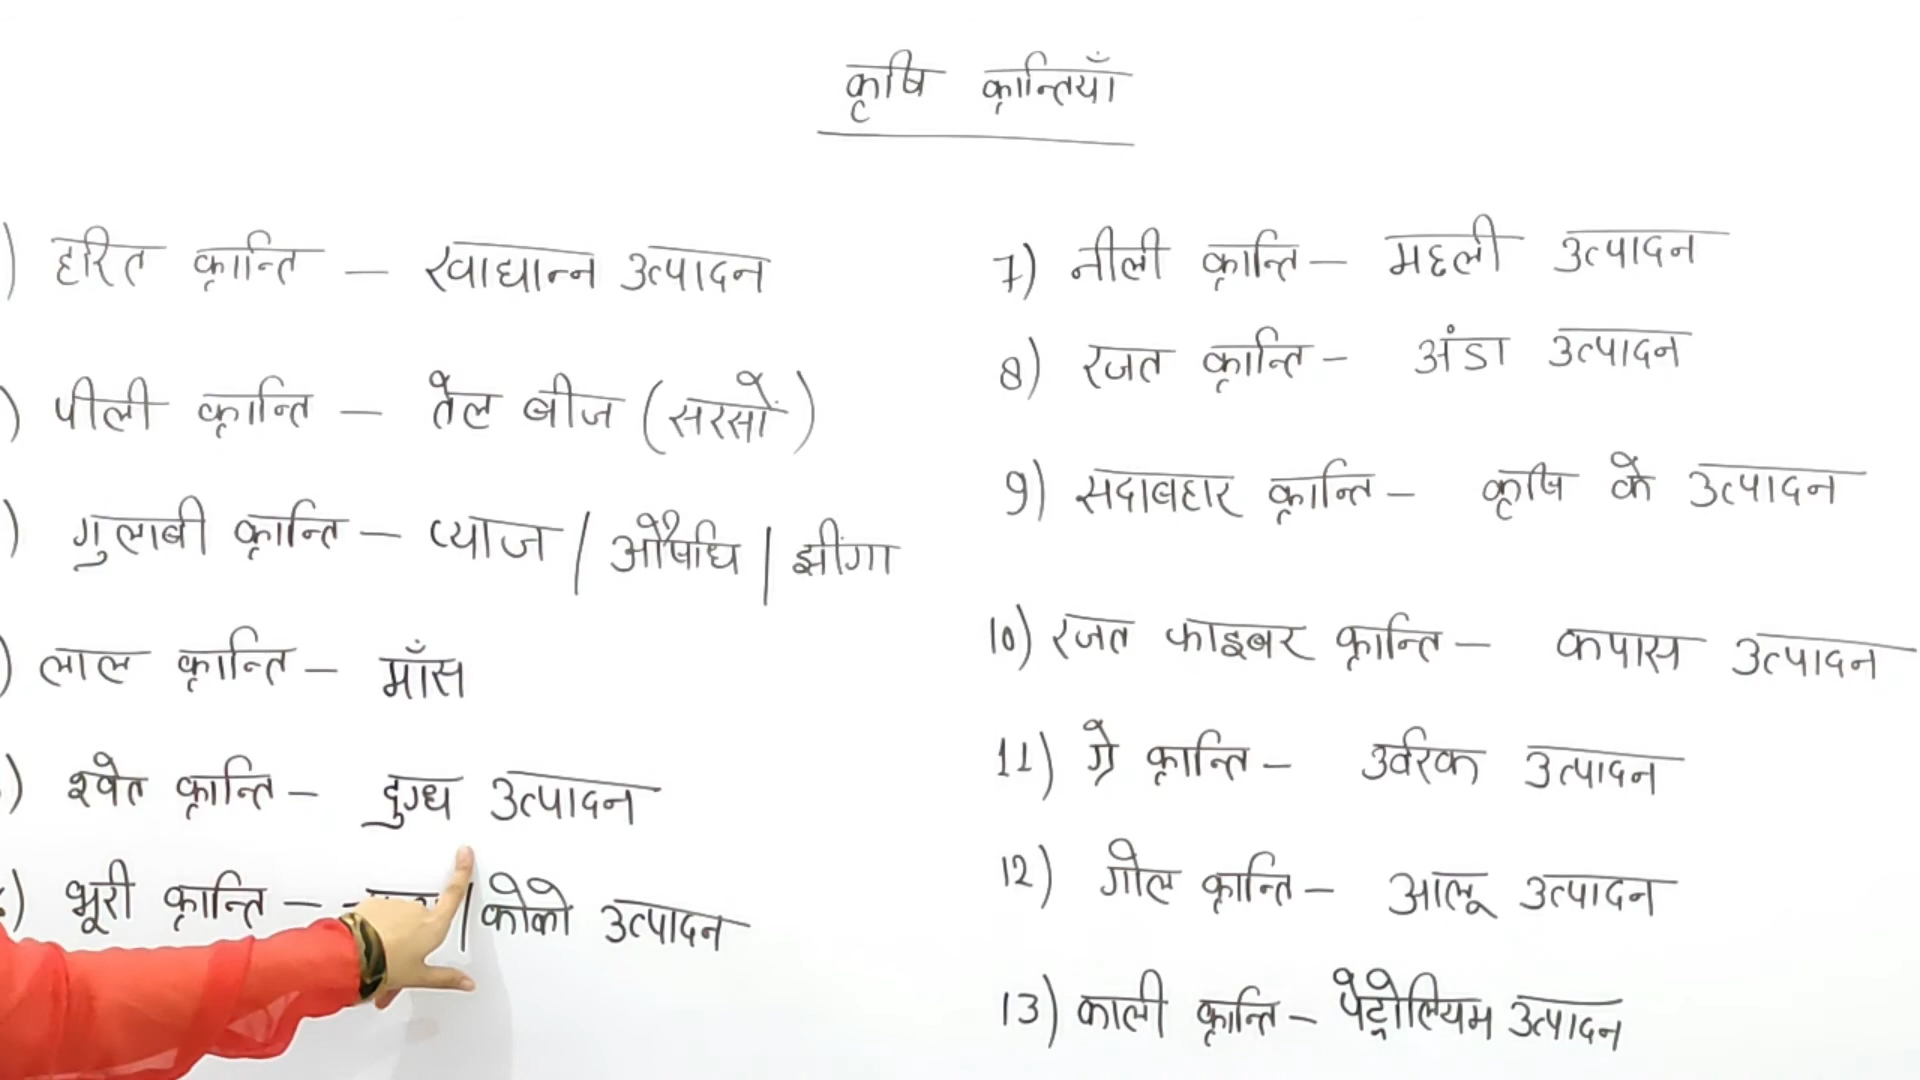 कृषि क्रान्तियाँ
) हरित क्रान्ति – खाद्यान्न उत्पादन
) पीली क्रान्ति – तेल बीज (सरसों)
) गुलाबी क्रान्ति – प्याज / औषधि / झींगा
) लाल क्रान्ति – माँस
) श्वेत क्रान्ति – दुग्ध उत्पादन
) भूरी क्रान्ति – / कोको उत्पादन
7) नीली क्रान्ति – मछली उत्पादन
8) रजत क्रान्ति – अंडा उत्पादन
9) सदाबहार क्रान्ति – कृषि के उत्पादन
10) रजत फाइबर क्रान्ति – कपास उत्पादन
11) ग्रे क्रान्ति – उर्वरक उत्पादन
12) गोल क्रान्ति – आलू उत्पादन
13) काली क्रान्ति – पेट्रोलियम उत्पादन